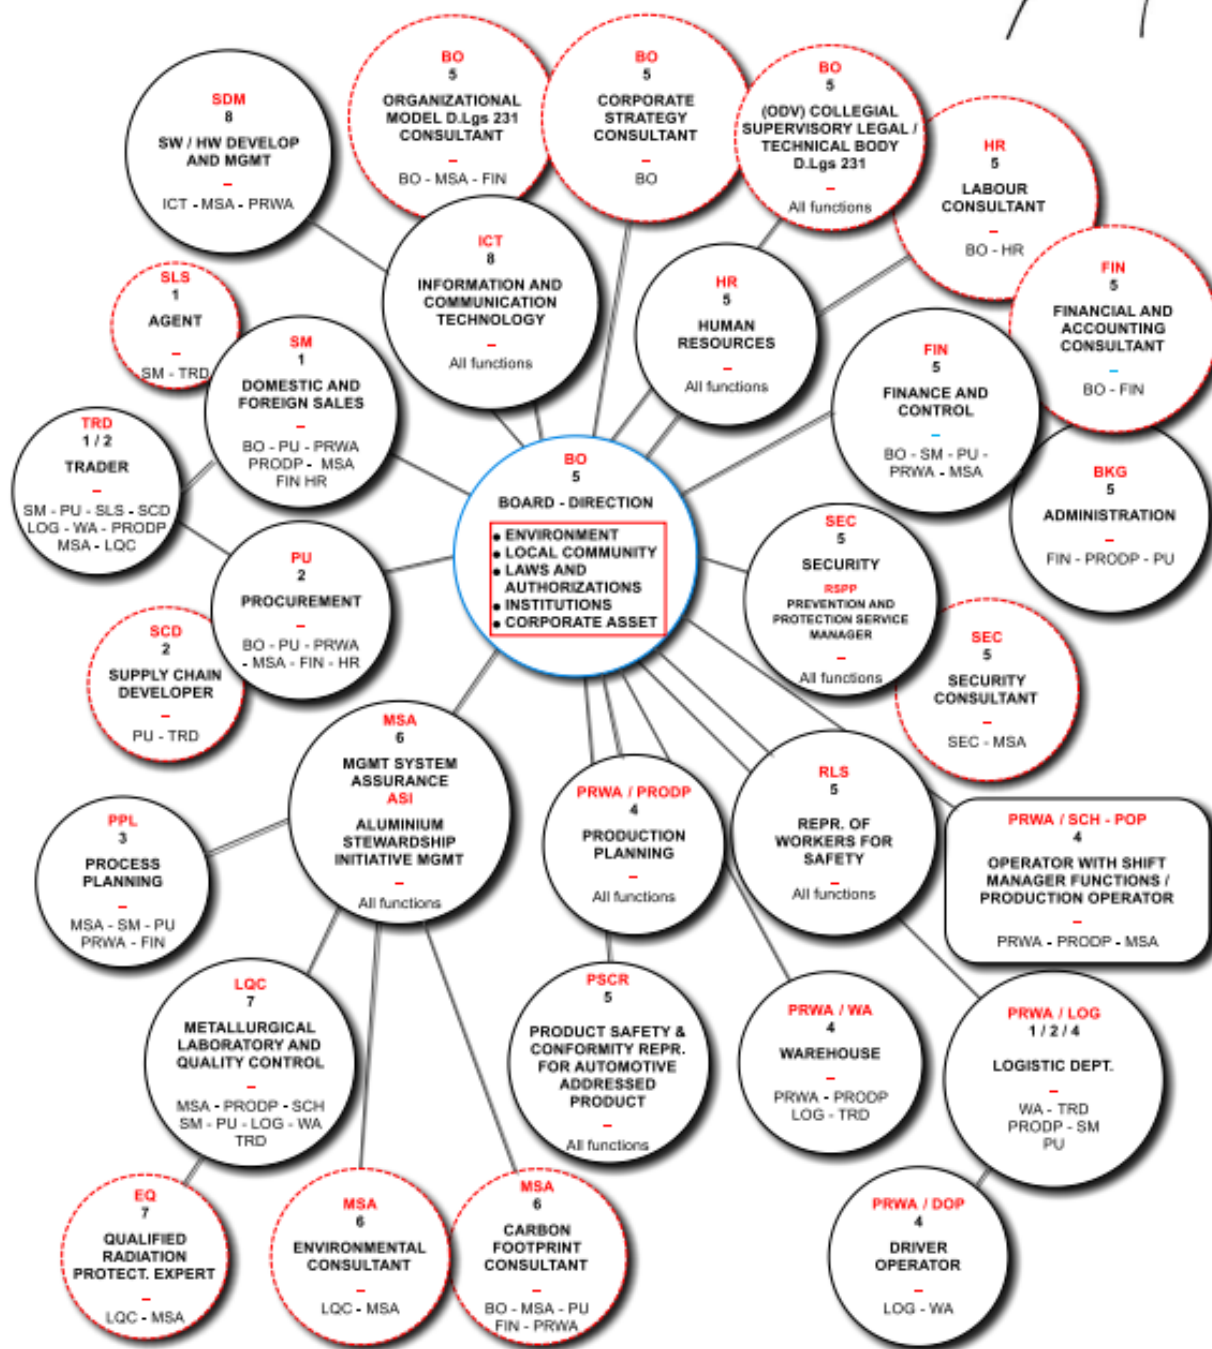 BO
5
ORGANIZATIONAL
MODEL D.Lgs 231
CONSULTANT
–
BO - MSA - FIN
BO
5
CORPORATE
STRATEGY
CONSULTANT
–
BO
BO
5
(ODV) COLLEGIAL
SUPERVISORY LEGAL /
TECHNICAL BODY
D.Lgs 231
–
All functions
SDM
8
SW / HW DEVELOP
AND MGMT
–
ICT - MSA - PRWA
HR
5
LABOUR
CONSULTANT
–
BO - HR
ICT
8
INFORMATION AND
COMMUNICATION
TECHNOLOGY
–
All functions
HR
5
HUMAN
RESOURCES
–
All functions
FIN
5
FINANCIAL AND
ACCOUNTING
CONSULTANT
–
BO - FIN
SLS
1
AGENT
–
SM - TRD
SM
1
DOMESTIC AND
FOREIGN SALES
–
BO - PU - PRWA
PRODP - MSA
FIN HR
FIN
5
FINANCE AND
CONTROL
–
BO - SM - PU -
PRWA - MSA
TRD
1 / 2
TRADER
–
SM - PU - SLS - SCD
LOG - WA - PRODP
MSA - LQC
BO
5
BOARD - DIRECTION
• ENVIRONMENT
• LOCAL COMMUNITY
• LAWS AND
AUTHORIZATIONS
• INSTITUTIONS
• CORPORATE ASSET
BKG
5
ADMINISTRATION
–
FIN - PRODP - PU
PU
2
PROCUREMENT
–
BO - PU - PRWA
- MSA - FIN - HR
SEC
5
SECURITY
RSPP
PREVENTION AND
PROTECTION SERVICE
MANAGER
–
All functions
SCD
2
SUPPLY CHAIN
DEVELOPER
–
PU - TRD
SEC
5
SECURITY
CONSULTANT
–
SEC - MSA
MSA
6
MGMT SYSTEM
ASSURANCE
ASI
ALUMINIUM
STEWARDSHIP
INITIATIVE MGMT
–
All functions
PRWA / PRODP
4
PRODUCTION
PLANNING
–
All functions
RLS
5
REPR. OF
WORKERS FOR
SAFETY
–
All functions
PRWA / SCH - POP
4
OPERATOR WITH SHIFT
MANAGER FUNCTIONS /
PRODUCTION OPERATOR
–
PRWA - PRODP - MSA
PPL
3
PROCESS
PLANNING
–
MSA - SM - PU
PRWA - FIN
LQC
7
METALLURGICAL
LABORATORY AND
QUALITY CONTROL
–
MSA - PRODP - SCH
SM - PU - LOG - WA
TRD
PSCR
5
PRODUCT SAFETY &
CONFORMITY REPR.
FOR AUTOMOTIVE
ADDRESSED
PRODUCT
–
All functions
PRWA / WA
4
WAREHOUSE
–
PRWA - PRODP
LOG - TRD
PRWA / LOG
1 / 2 / 4
LOGISTIC DEPT.
–
WA - TRD
PRODP - SM
PU
EQ
7
QUALIFIED
RADIATION
PROTECT. EXPERT
–
LQC - MSA
MSA
6
ENVIRONMENTAL
CONSULTANT
–
LQC - MSA
MSA
6
CARBON
FOOTPRINT
CONSULTANT
–
BO - MSA - PU
FIN - PRWA
PRWA / DOP
4
DRIVER
OPERATOR
–
LOG - WA